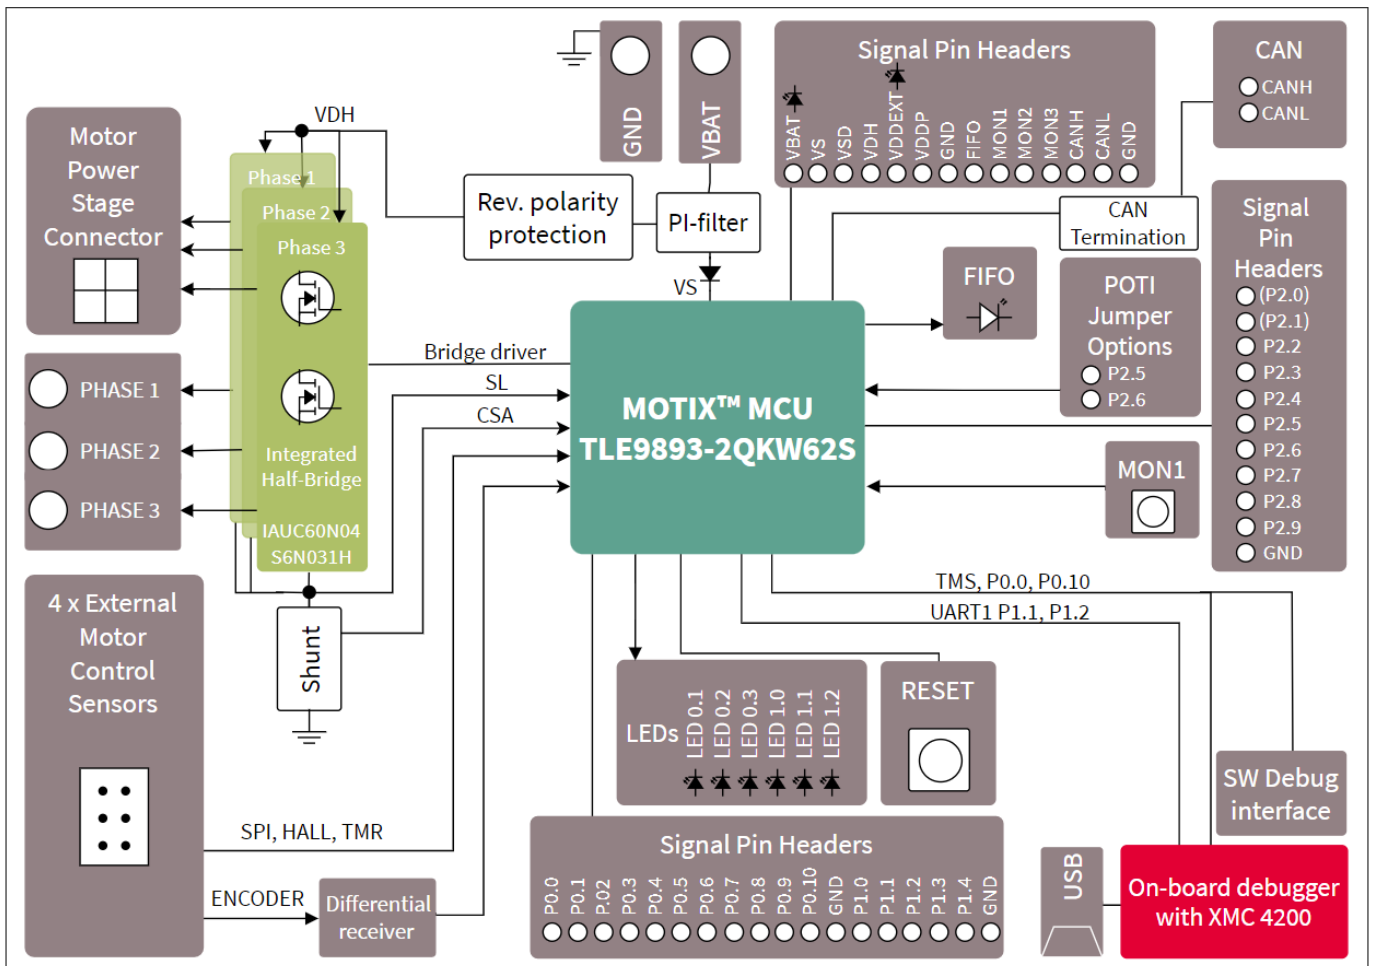 GND
VBAT
Signal Pin Headers
VBAT
VS
VSD
VDH
VDDEXT
VDDP
GND
FIFO
MON1
MON2
MON3
CANH
CANL
GND
CAN
CANH
CANL
Motor
Power
Stage
Connector
VDH
Phase 1
Phase 2
Phase 3
Integrated
Half-Bridge
IAUC60N04
S6N031H
Rev. polarity
protection
PI-filter
VS
CAN
Termination
FIFO
POTI
Jumper
Options
P2.5
P2.6
Signal
Pin
Headers
(P2.0)
(P2.1)
P2.2
P2.3
P2.4
P2.5
P2.6
P2.7
P2.8
P2.9
GND
PHASE 1
PHASE 2
PHASE 3
Bridge driver
SL
CSA
MOTIX™ MCU
TLE9893-2QKW62S
MON1
TMS, P0.0, P0.10
UART1 P1.1, P1.2
4 x External
Motor
Control
Sensors
Shunt
LEDs
LED 0.1
LED 0.2
LED 0.3
LED 1.0
LED 1.1
LED 1.2
RESET
SW Debug
interface
SPI, HALL, TMR
ENCODER
Differential
receiver
Signal Pin Headers
P0.0
P0.1
P.02
P0.3
P0.4
P0.5
P0.6
P0.7
P0.8
P0.9
P0.10
GND
P1.0
P1.1
P1.2
P1.3
P1.4
GND
USB
On-board debugger
with XMC 4200